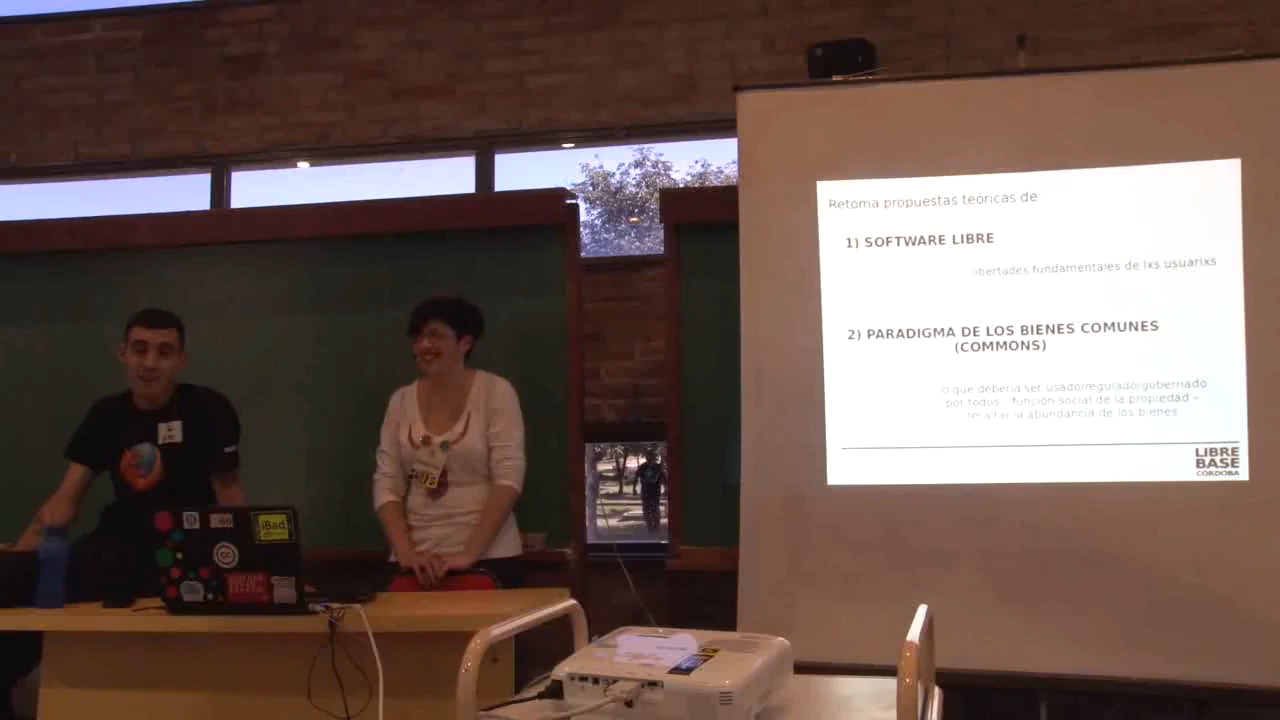 Retoma propuestas teóricas de:
1) SOFTWARE LIBRE
libertades fundamentales de lxs usuarixs
2) PARADIGMA DE LOS BIENES COMUNES
(COMMONS)
lo que debería ser usado/regulado/gobernado
por todos - función social de la propiedad –
resaltar la abundancia de los bienes
LIBRE
BASE
CÓRDOBA
iBad
cc